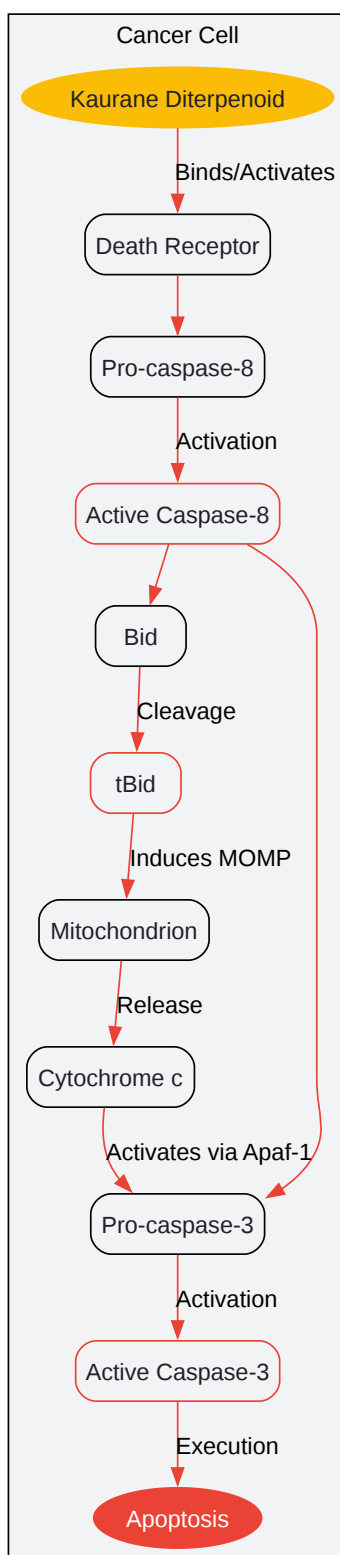 Cancer Cell
Kaurane Diterpenoid
Binds/Activates
Death Receptor
Pro-caspase-8
Activation
Active Caspase-8
Bid
Cleavage
tBid
Induces MOMP
Mitochondrion
Release
Cytochrome c
Activates via Apaf-1
Pro-caspase-3
Activation
Active Caspase-3
Execution
Apoptosis